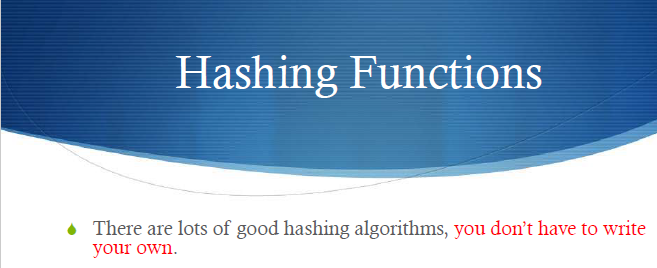 Hashing Functions
There are lots of good hashing algorithms, you don't have to write
your own.